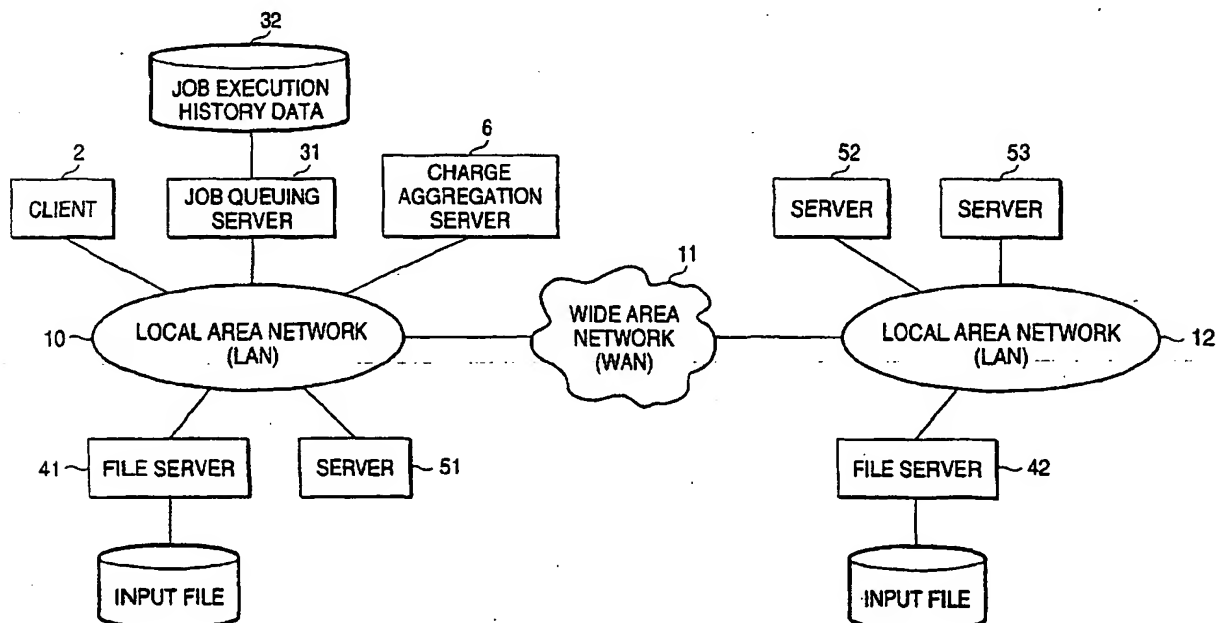 32
JOB EXECUTION
HISTORY DATA
2
CLIENT
31
JOB QUEUING
SERVER
6
CHARGE
AGGREGATION
SERVER
52
SERVER
53
SERVER
10
LOCAL AREA NETWORK
(LAN)
11
WIDE AREA
NETWORK
(WAN)
LOCAL AREA NETWORK
(LAN)
12
41
FILE SERVER
SERVER
51
FILE SERVER
42
INPUT FILE
INPUT FILE